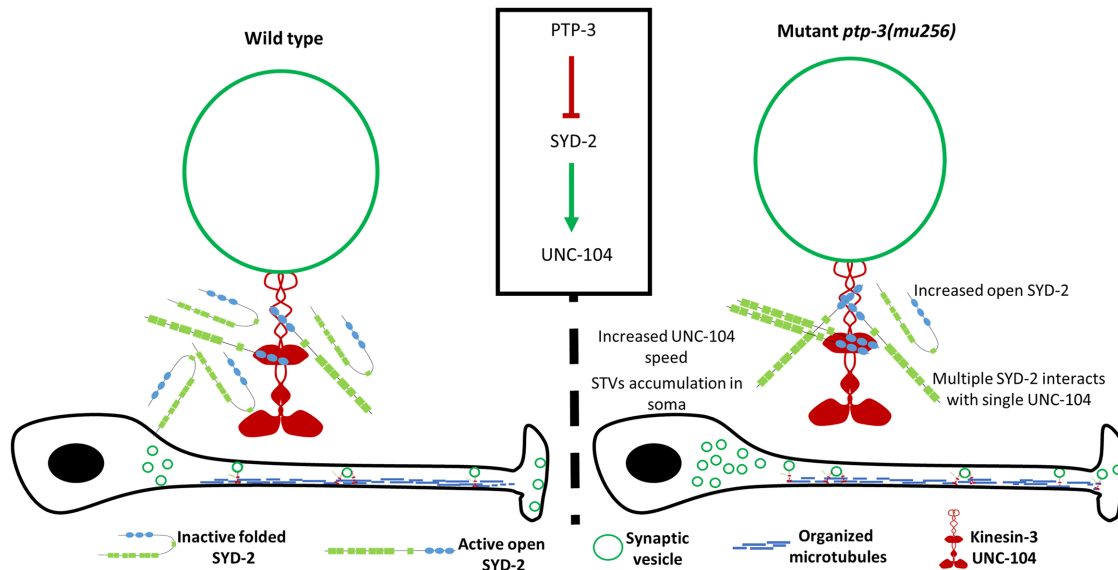 Wild type
PTP-3
SYD-2
UNC-104
Mutant ptp-3(mu256)
Increased open SYD-2
Increased UNC-104
speed
STVs accumulation in
soma
Multiple SYD-2 interacts
with single UNC-104
Inactive folded
SYD-2
Active open
SYD-2
Synaptic
vesicle
Organized
microtubules
Kinesin-3
UNC-104